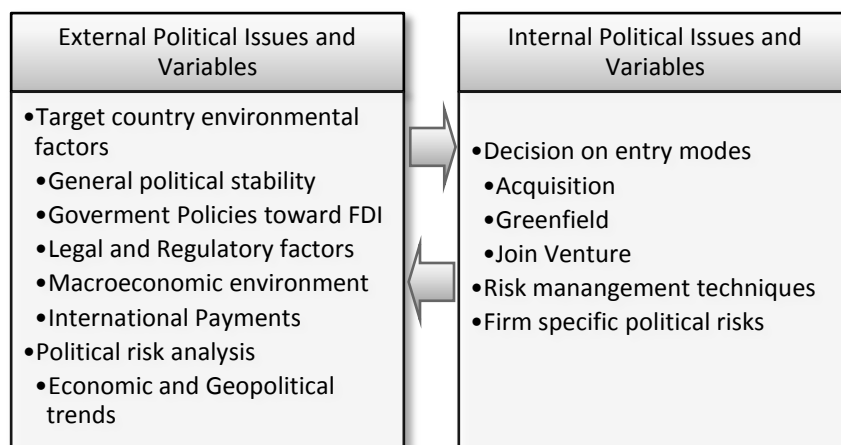 External Political Issues and
Variables
•Target country environmental
factors
•General political stability
•Goverment Policies toward FDI
•Legal and Regulatory factors
•Macroeconomic environment
•International Payments
•Political risk analysis
•Economic and Geopolitical
trends
Internal Political Issues and
Variables
•Decision on entry modes
•Acquisition
•Greenfield
•Join Venture
•Risk manangement techniques
•Firm specific political risks